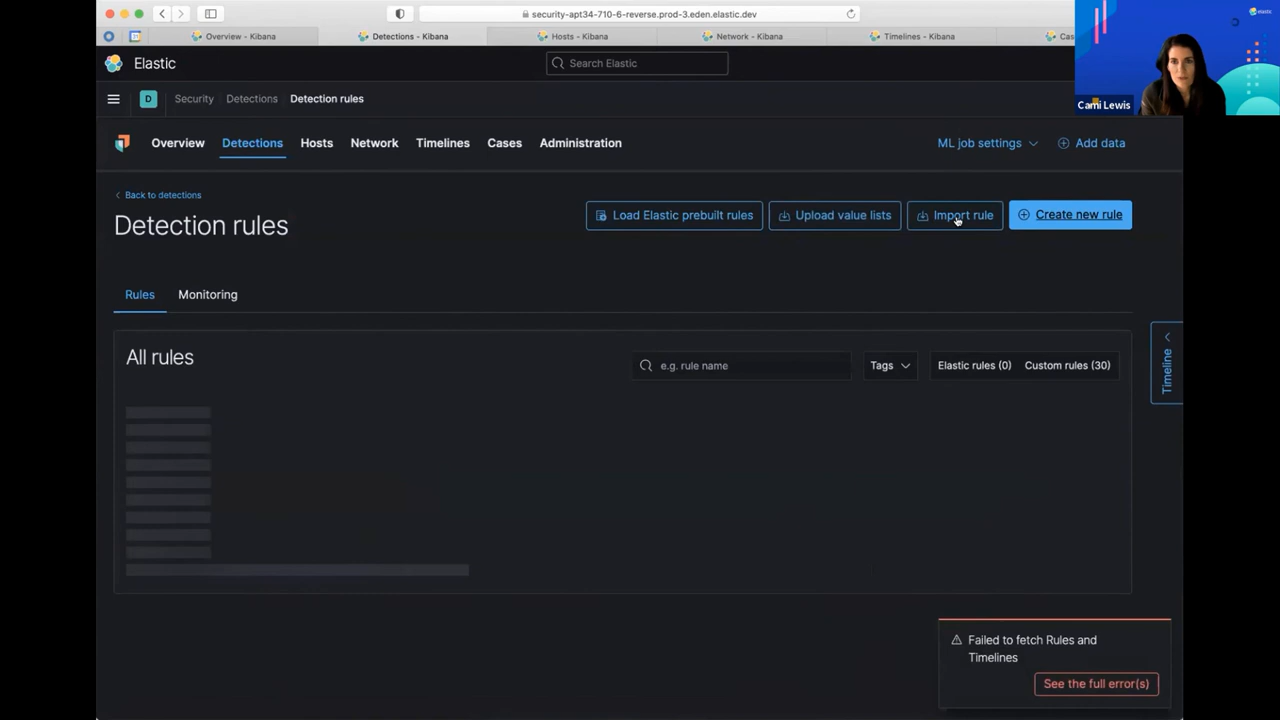 security-apt34-710-6-reverse.prod-3.eden.elastic.dev
Overview - Kibana
Detections - Kibana
Hosts - Kibana
Network - Kibana
Timelines - Kibana
elastic
Cami Lewis
Elastic
Search Elastic
D
Security
Detections
Detection rules
Overview
Detections
Hosts
Network
Timelines
Cases
Administration
ML job settings
Add data
Back to detections
Detection rules
Load Elastic prebuilt rules
Upload value lists
Import rule
Create new rule
Rules
Monitoring
Timeline
All rules
e.g. rule name
Tags
Elastic rules (0)
Custom rules (30)
Failed to fetch Rules and
Timelines
See the full error(s)